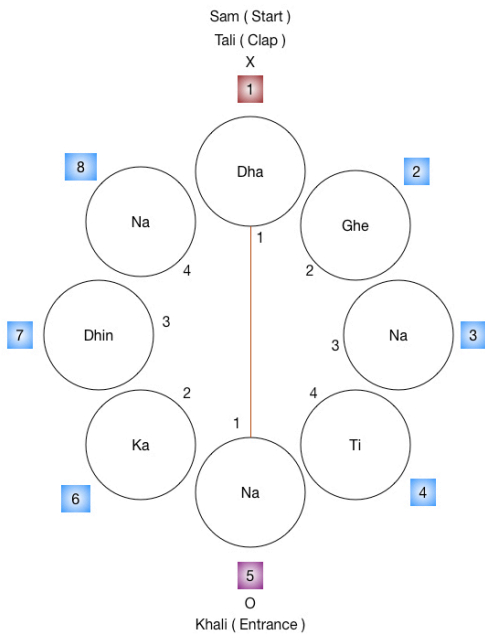 Sam ( Start )
Tali ( Clap )
X
1
Dha
1
2
Ghe
2
3
Na
3
4
Ti
4
5
Na
1
O
Khali ( Entrance )
6
Ka
2
7
Dhin
3
8
Na
4